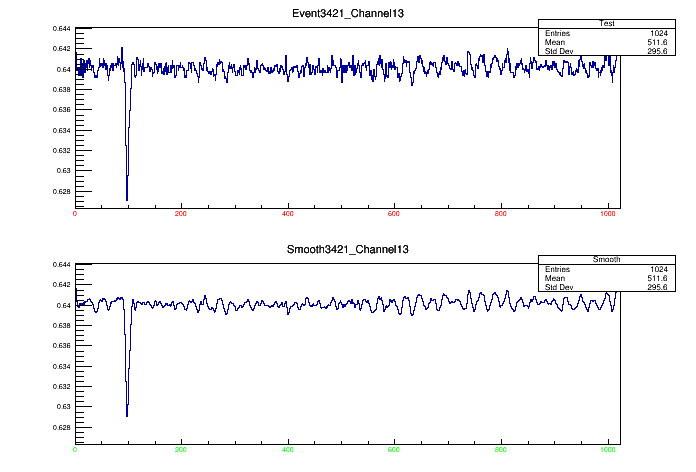 Event3421_Channel13
Test
Entries 1024
Mean 511.6
Std Dev 295.6
0.644
0.642
0.64
0.638
0.636
0.634
0.632
0.63
0.628
0 200 400 600 800 1000
Smooth3421_Channel13
Smooth
Entries 1024
Mean 511.6
Std Dev 295.6
0.644
0.642
0.64
0.638
0.636
0.634
0.632
0.63
0.628
0 200 400 600 800 1000